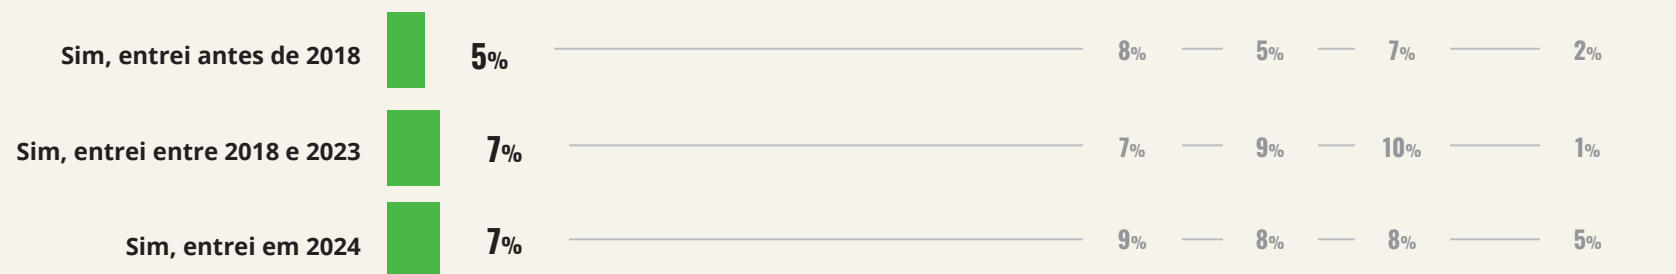 Sim, entrei antes de 2018 5% 8% 5% 7% 2%
Sim, entrei entre 2018 e 2023 7% 7% 9% 10% 1%
Sim, entrei em 2024 7% 9% 8% 8% 5%